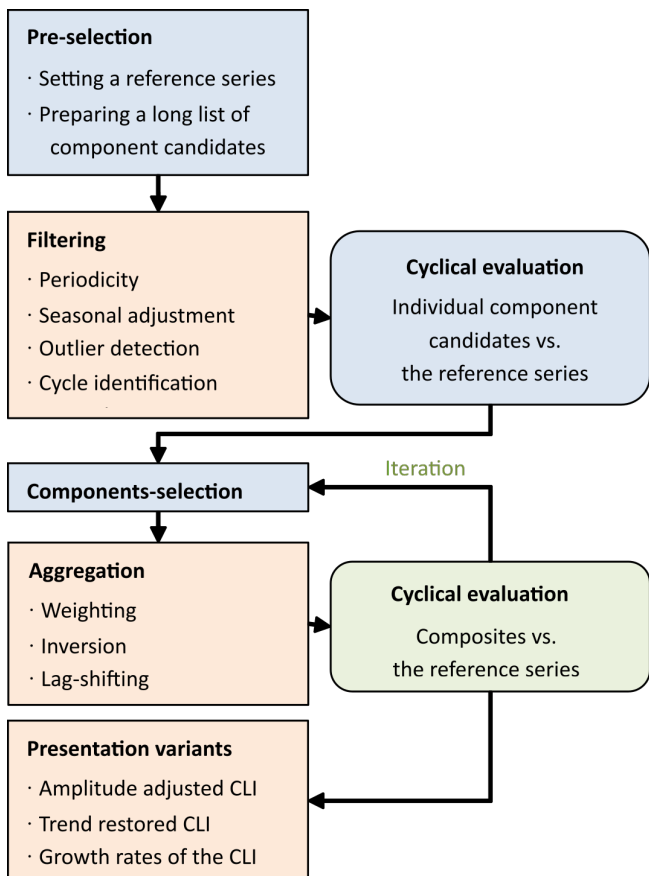 Pre-selection
· Setting a reference series
· Preparing a long list of
component candidates
Filtering
· Periodicity
· Seasonal adjustment
· Outlier detection
· Cycle identification
Cyclical evaluation
Individual component
candidates vs.
the reference series
Iteration
Components-selection
Aggregation
· Weighting
· Inversion
· Lag-shifting
Cyclical evaluation
Composites vs.
the reference series
Presentation variants
· Amplitude adjusted CLI
· Trend restored CLI
· Growth rates of the CLI